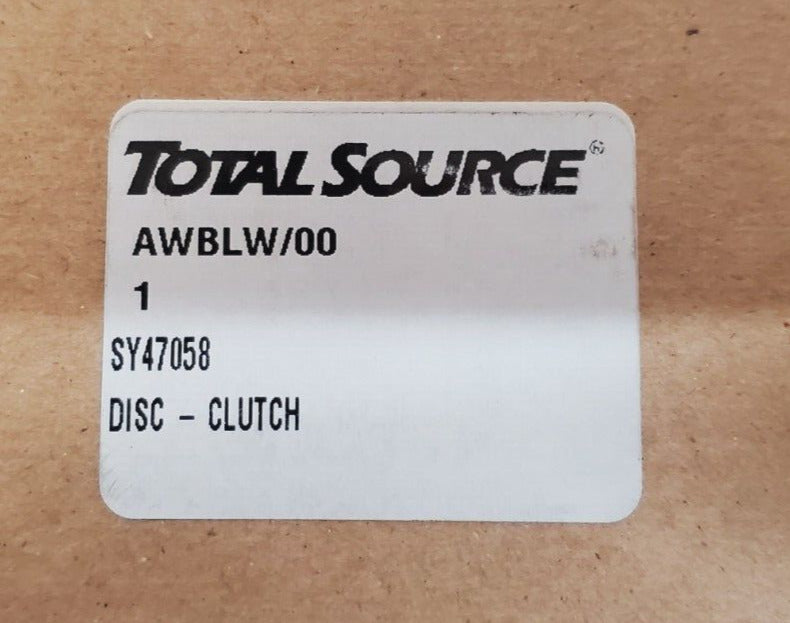 TOTAL SOURCE®
AWBLW/00
1
SY47058
DISC - CLUTCH